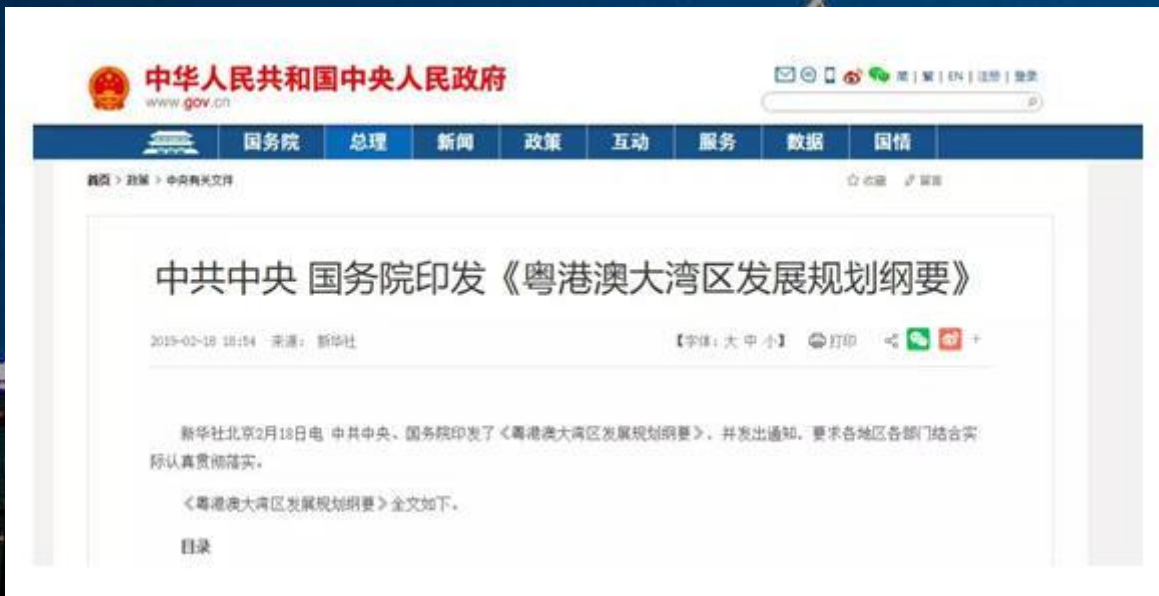 中华人民共和国中央人民政府
www.gov.cn
简 | 繁 | EN | 注册 | 登录
国务院 总理 新闻 政策 互动 服务 数据 国情
首页 > 政策 > 中央有关文件
收藏 留言
中共中央 国务院印发《粤港澳大湾区发展规划纲要》
2019-02-18 18:54 来源: 新华社
【字体: 大 中 小】 打印 +
新华社北京2月18日电 中共中央、国务院印发了《粤港澳大湾区发展规划纲要》，并发出通知，要求各地区各部门结合实
际认真贯彻落实。
《粤港澳大湾区发展规划纲要》全文如下。
目录